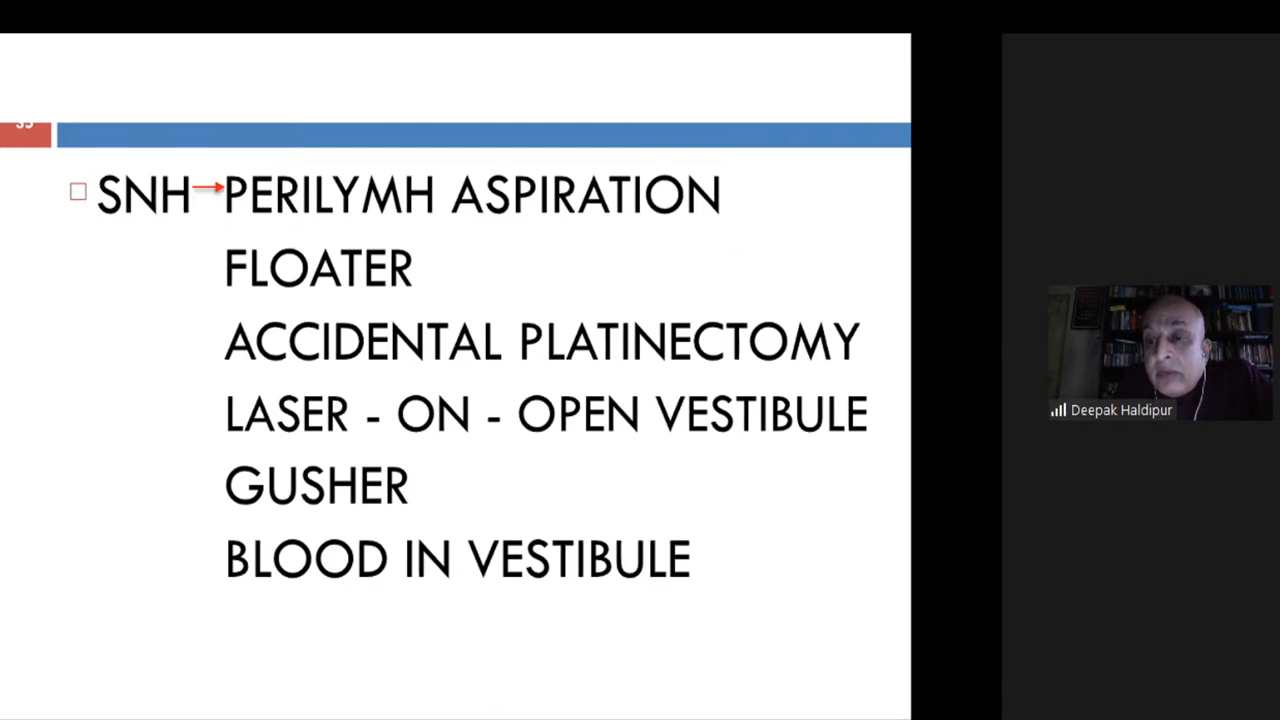 SNH → PERILYMH ASPIRATION
FLOATER
ACCIDENTAL PLATINECTOMY
LASER - ON - OPEN VESTIBULE
GUSHER
BLOOD IN VESTIBULE
Deepak Haldipur